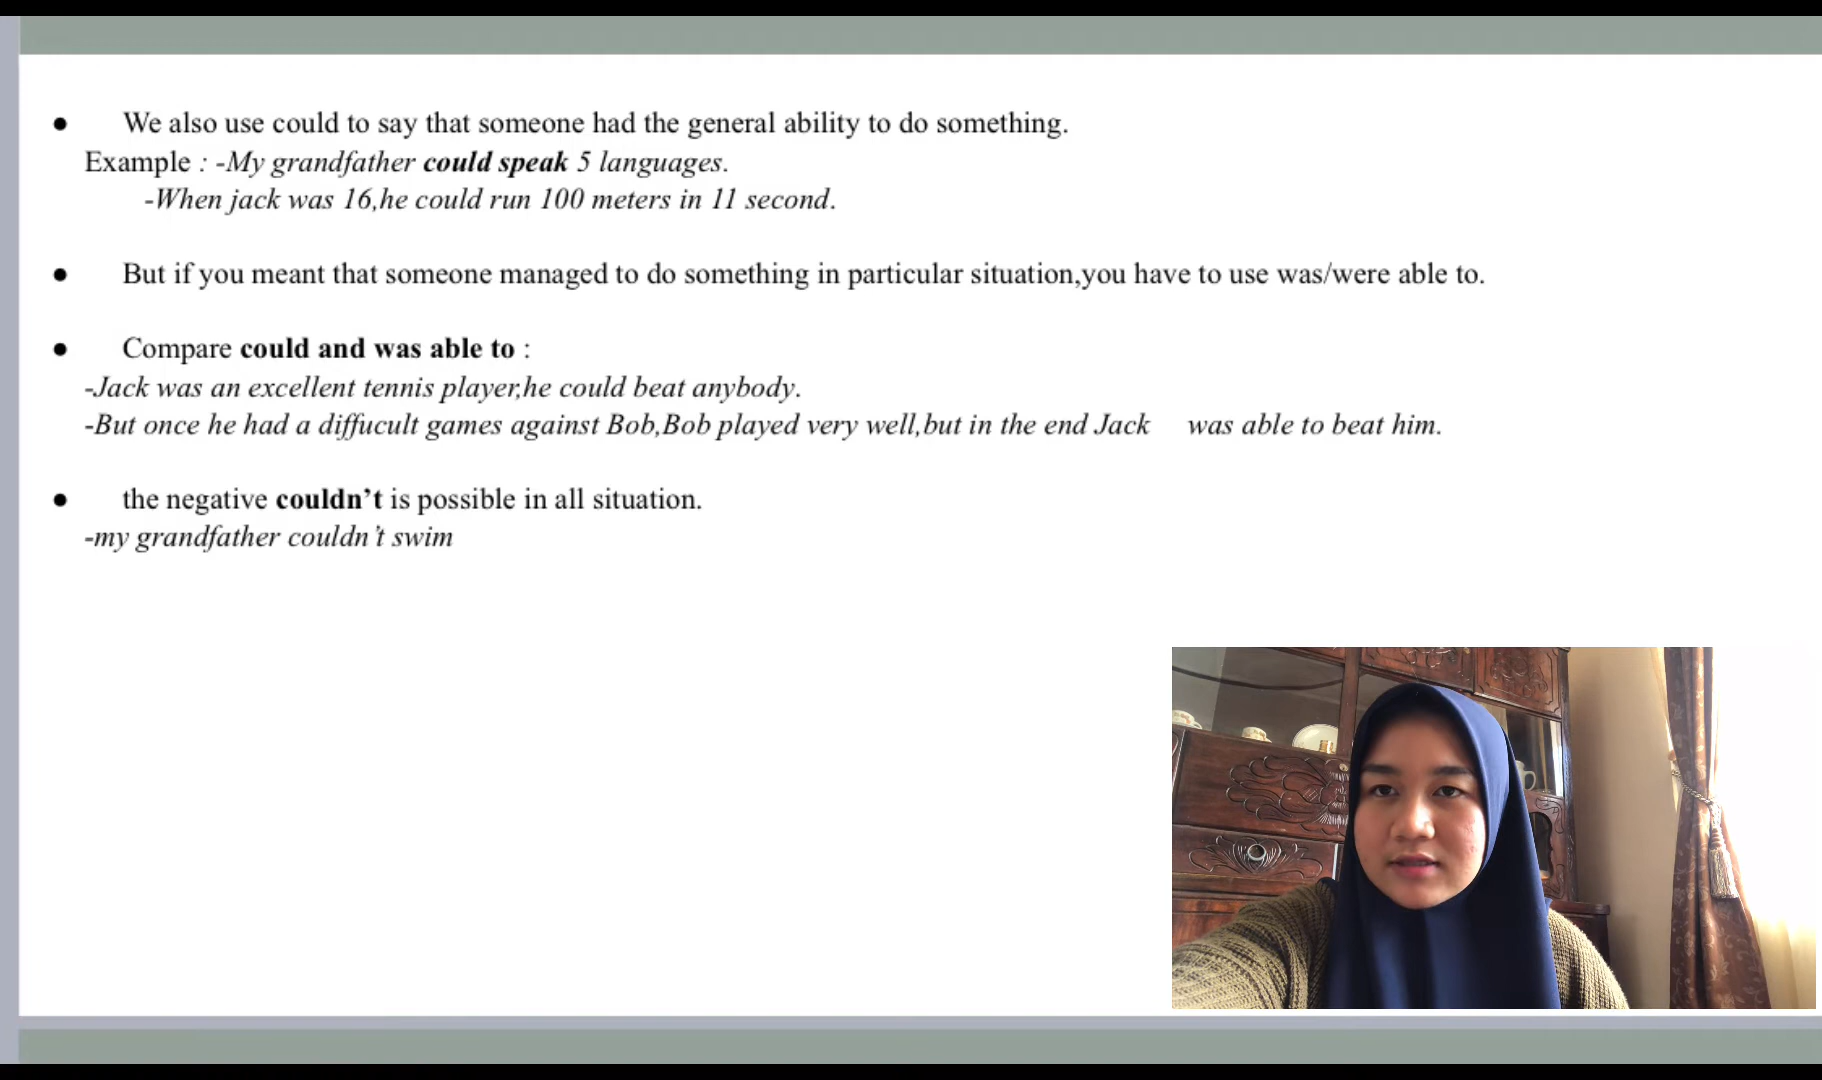 ● We also use could to say that someone had the general ability to do something.
Example : -My grandfather could speak 5 languages.
-When jack was 16,he could run 100 meters in 11 second.
● But if you meant that someone managed to do something in particular situation,you have to use was/were able to.
● Compare could and was able to :
-Jack was an excellent tennis player,he could beat anybody.
-But once he had a diffucult games against Bob,Bob played very well,but in the end Jack was able to beat him.
● the negative couldn’t is possible in all situation.
-my grandfather couldn’t swim